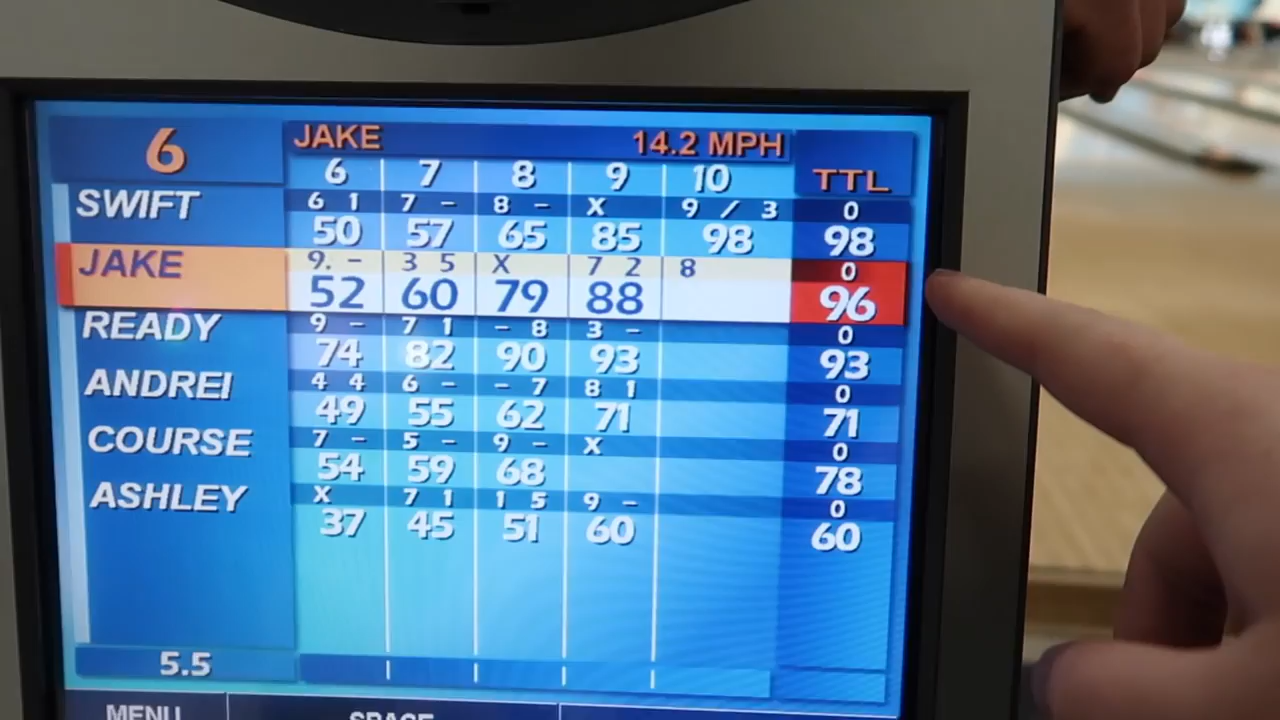 6 JAKE 14.2 MPH
6 7 8 9 10 TTL
SWIFT 6 1 7 - 8 - X 9 / 3 0
50 57 65 85 98 98
JAKE 9. - 3 5 X 7 2 8 0
52 60 79 88 96
READY 9 - 7 1 - 8 3 - 0
74 82 90 93 93
ANDREI 4 4 6 - - 7 8 1 0
49 55 62 71 71
COURSE 7 - 5 - 9 - X 0
54 59 68 78
ASHLEY X 7 1 1 5 9 - 0
37 45 51 60 60
5.5
MENU SPACE